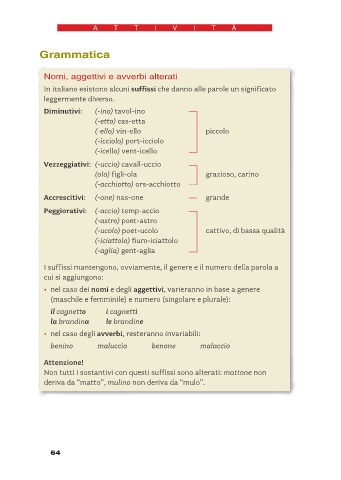 ATTIVITÀ
Grammatica
Nomi, aggettivi e avverbi alterati
In italiano esistono alcuni suffissi che danno alle parole un significato
leggermente diverso.
Diminutivi: (-ino) tavol-ino
(-etta) cas-etta
(-ello) vin-ello piccolo
(-icciolo) port-icciolo
(-icello) vent-icello
Vezzeggiativi: (-uccio) cavall-uccio
(ola) figli-ola grazioso, carino
(-acchiotto) ors-acchiotto
Accrescitivi: (-one) nas-one grande
Peggiorativi: (-accio) temp-accio
(-astro) poet-astro
(-ucolo) poet-ucolo cattivo, di bassa qualità
(-iciattolo) fium-iciattolo
(-aglia) gent-aglia
I suffissi mantengono, ovviamente, il genere e il numero della parola a
cui si aggiungono:
• nel caso dei nomi e degli aggettivi, varieranno in base a genere
(maschile e femminile) e numero (singolare e plurale):
il cagnetto i cagnetti
la brandina le brandine
• nel caso degli avverbi, resteranno invariabili:
benino maluccio benone malaccio
Attenzione!
Non tutti i sostantivi con questi suffissi sono alterati: mattone non
deriva da “matto”, mulino non deriva da “mulo”.
64